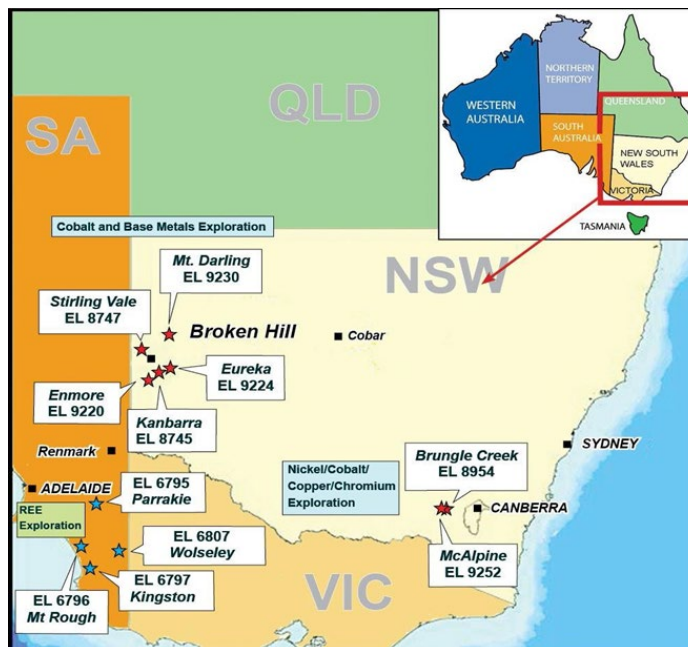 QLD
SA
NORTHERN
TERRITORY
QUEENSLAND
WESTERN
AUSTRALIA
SOUTH
AUSTRALIA
NEW SOUTH
WALES
VICTORIA
TASMANIA
Cobalt and Base Metals Exploration
NSW
Mt. Darling
EL 9230
Stirling Vale
EL 8747
Broken Hill
Cobar
Eureka
EL 9224
Enmore
EL 9220
Kanbarra
EL 8745
Renmark
SYDNEY
Brungle Creek
EL 8954
Nickel/Cobalt/
Copper/Chromium
Exploration
ADELAIDE
EL 6795
Parrakie
CANBERRA
REE
Exploration
EL 6807
Wolseley
McAlpine
EL 9252
EL 6797
Kingston
EL 6796
Mt Rough
VIC